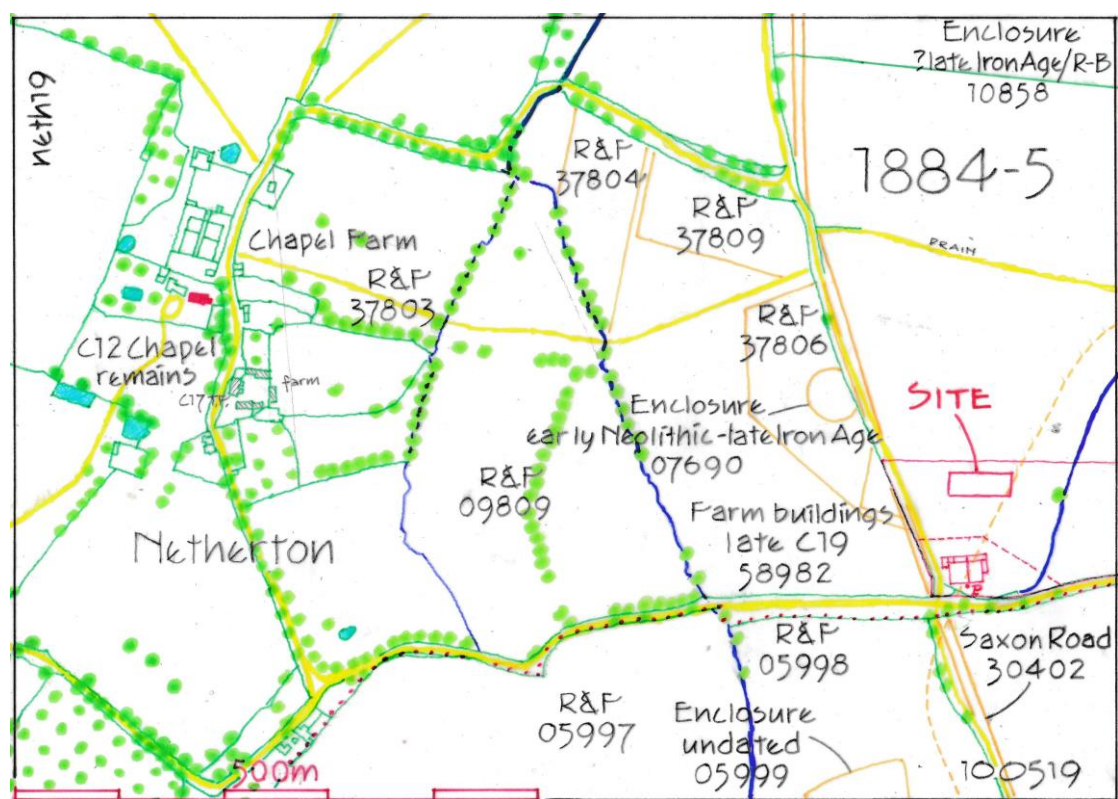 neth19
Enclosure
?late Iron Age/R-B
10858
1884-5
R&F
37804
R&F
37809
DRAIN
Chapel Farm
R&F
37803
R&F
37806
C12 Chapel
remains
C17 TF.
farm
SITE
Enclosure
early Neolithic-late Iron Age
07690
R&F
09809
Farm buildings
late C19
58982
Netherton
R&F
05998
Saxon Road
30402
R&F
05997
Enclosure
undated
05999
500m
100519